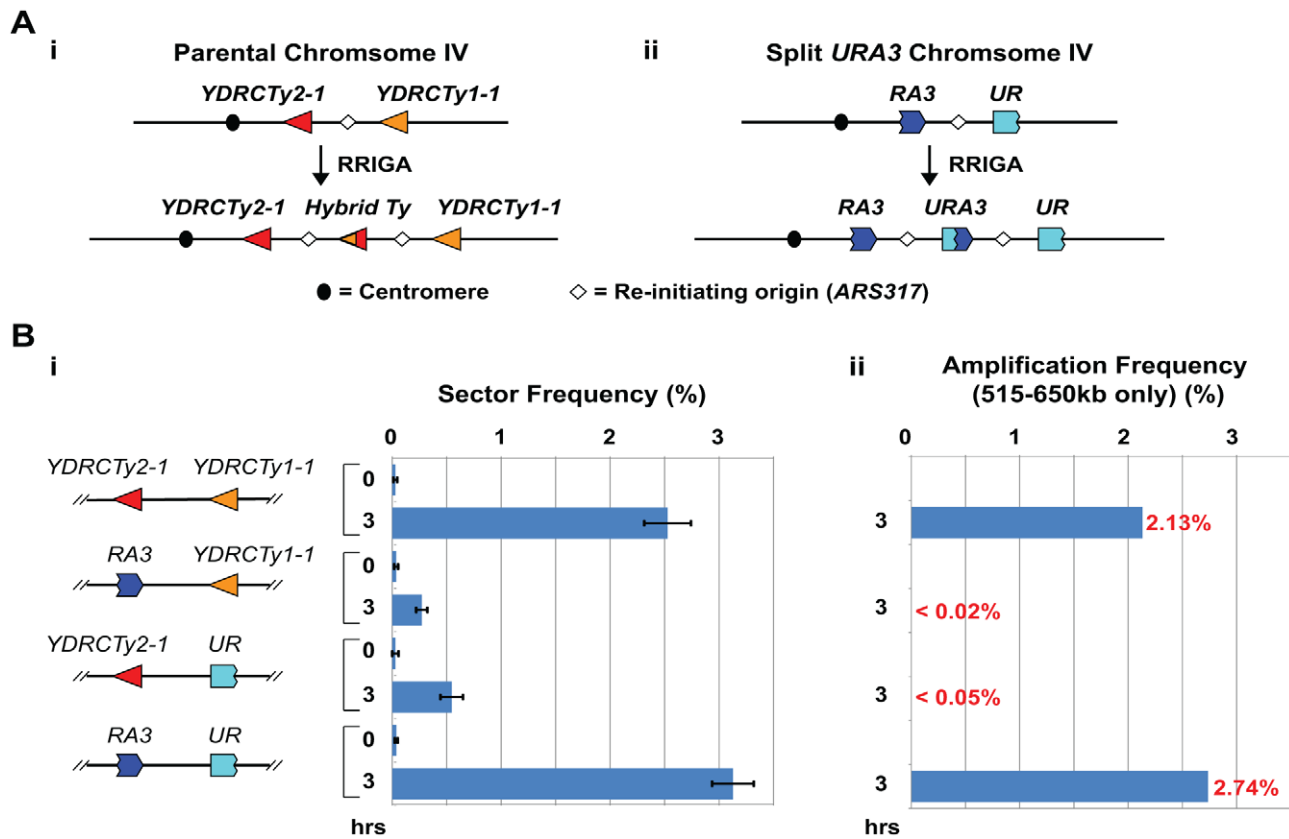 A
i
Parental Chromsome IV
YDRCTy2-1 YDRCTy1-1
RRIGA
YDRCTy2-1 Hybrid Ty YDRCTy1-1
ii
Split URA3 Chromsome IV
RA3 UR
RRIGA
RA3 URA3 UR
= Centromere = Re-initiating origin (ARS317)
B
i
Sector Frequency (%)
0 1 2 3
YDRCTy2-1 YDRCTy1-1
0
3
RA3 YDRCTy1-1
0
3
YDRCTy2-1 UR
0
3
RA3 UR
0
3
hrs
ii
Amplification Frequency
(515-650kb only) (%)
0 1 2 3
3 2.13%
3 < 0.02%
3 < 0.05%
3 2.74%
hrs